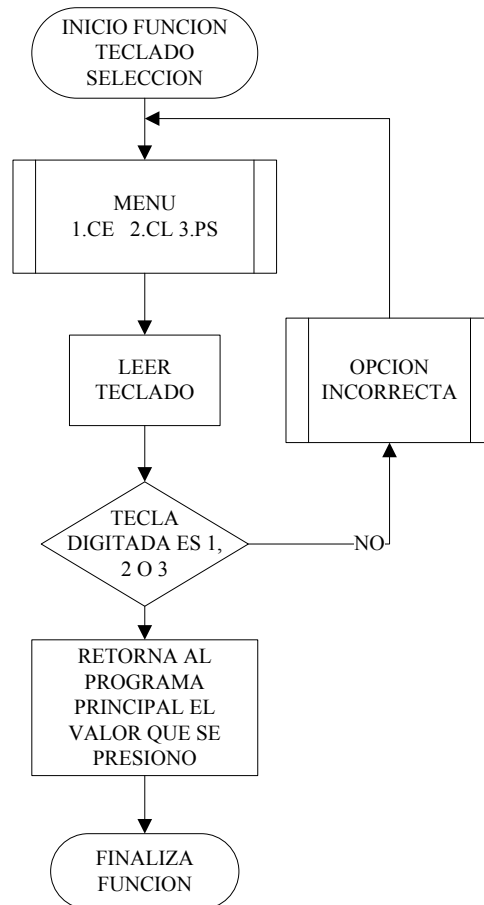 INICIO FUNCION
TECLADO
SELECCION
MENU
1.CE 2.CL 3.PS
LEER
TECLADO
OPCION
INCORRECTA
TECLA
DIGITADA ES 1,
2 O 3
NO
RETORNA AL
PROGRAMA
PRINCIPAL EL
VALOR QUE SE
PRESIONO
FINALIZA
FUNCION